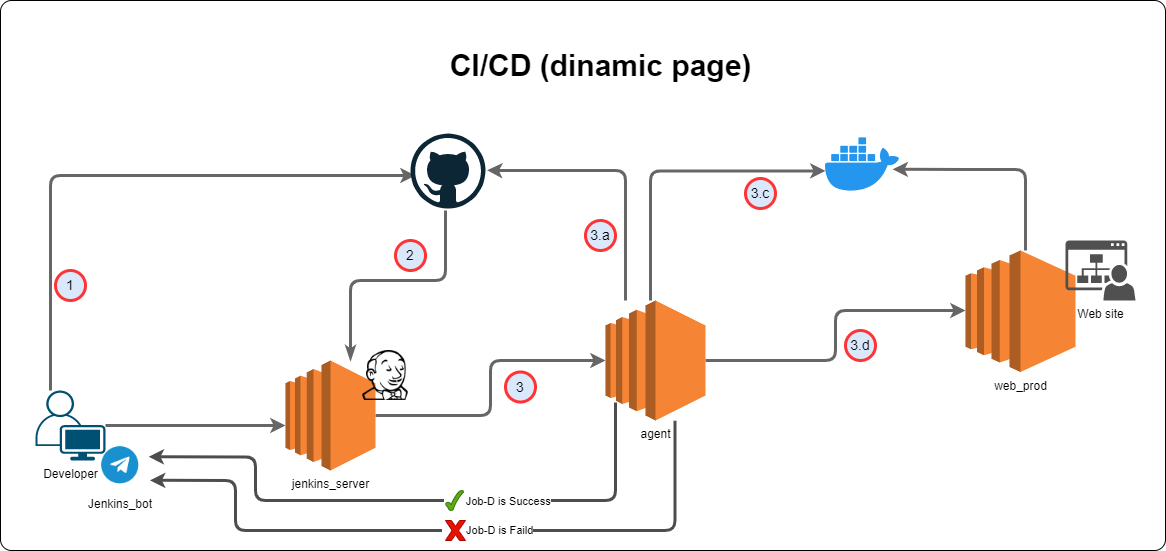 CI/CD (dinamic page)
1
2
3.a
3.c
3
3.d
Web site
web_prod
agent
Developer
Jenkins_bot
jenkins_server
Job-D is Success
Job-D is Faild